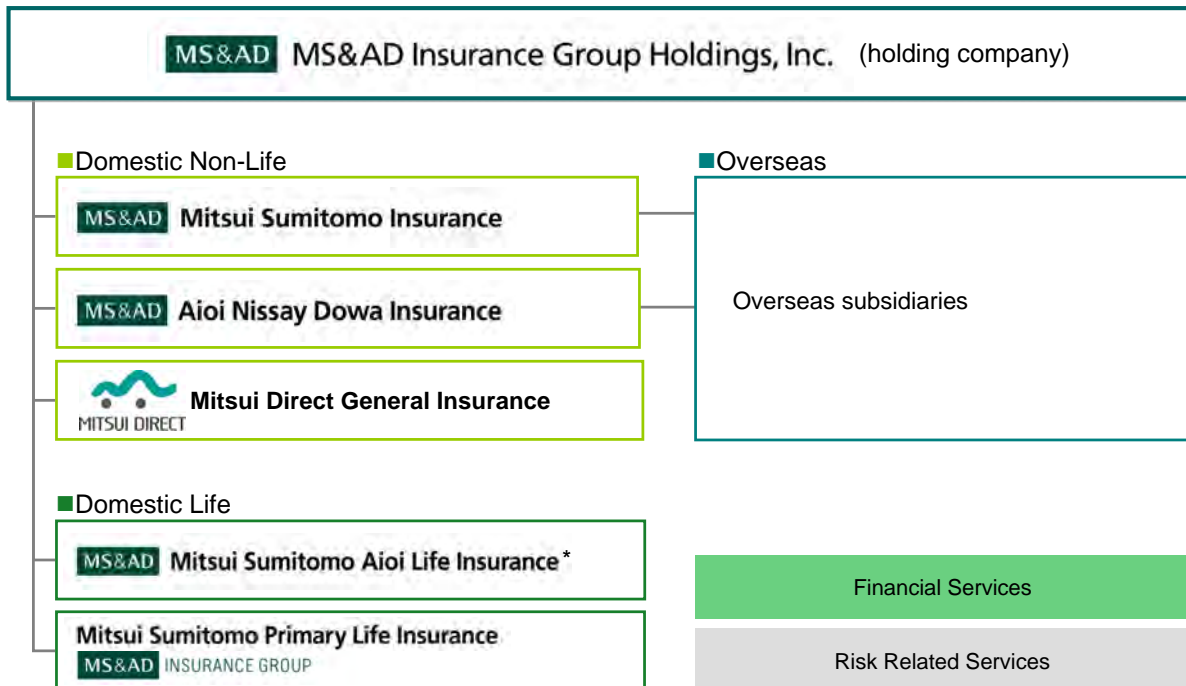 MS&AD MS&AD Insurance Group Holdings, Inc. (holding company)
Domestic Non-Life
MS&AD Mitsui Sumitomo Insurance
MS&AD Aioi Nissay Dowa Insurance
MITSUI DIRECT Mitsui Direct General Insurance
Overseas
Overseas subsidiaries
Domestic Life
MS&AD Mitsui Sumitomo Aioi Life Insurance*
Mitsui Sumitomo Primary Life Insurance
MS&AD INSURANCE GROUP
Financial Services
Risk Related Services